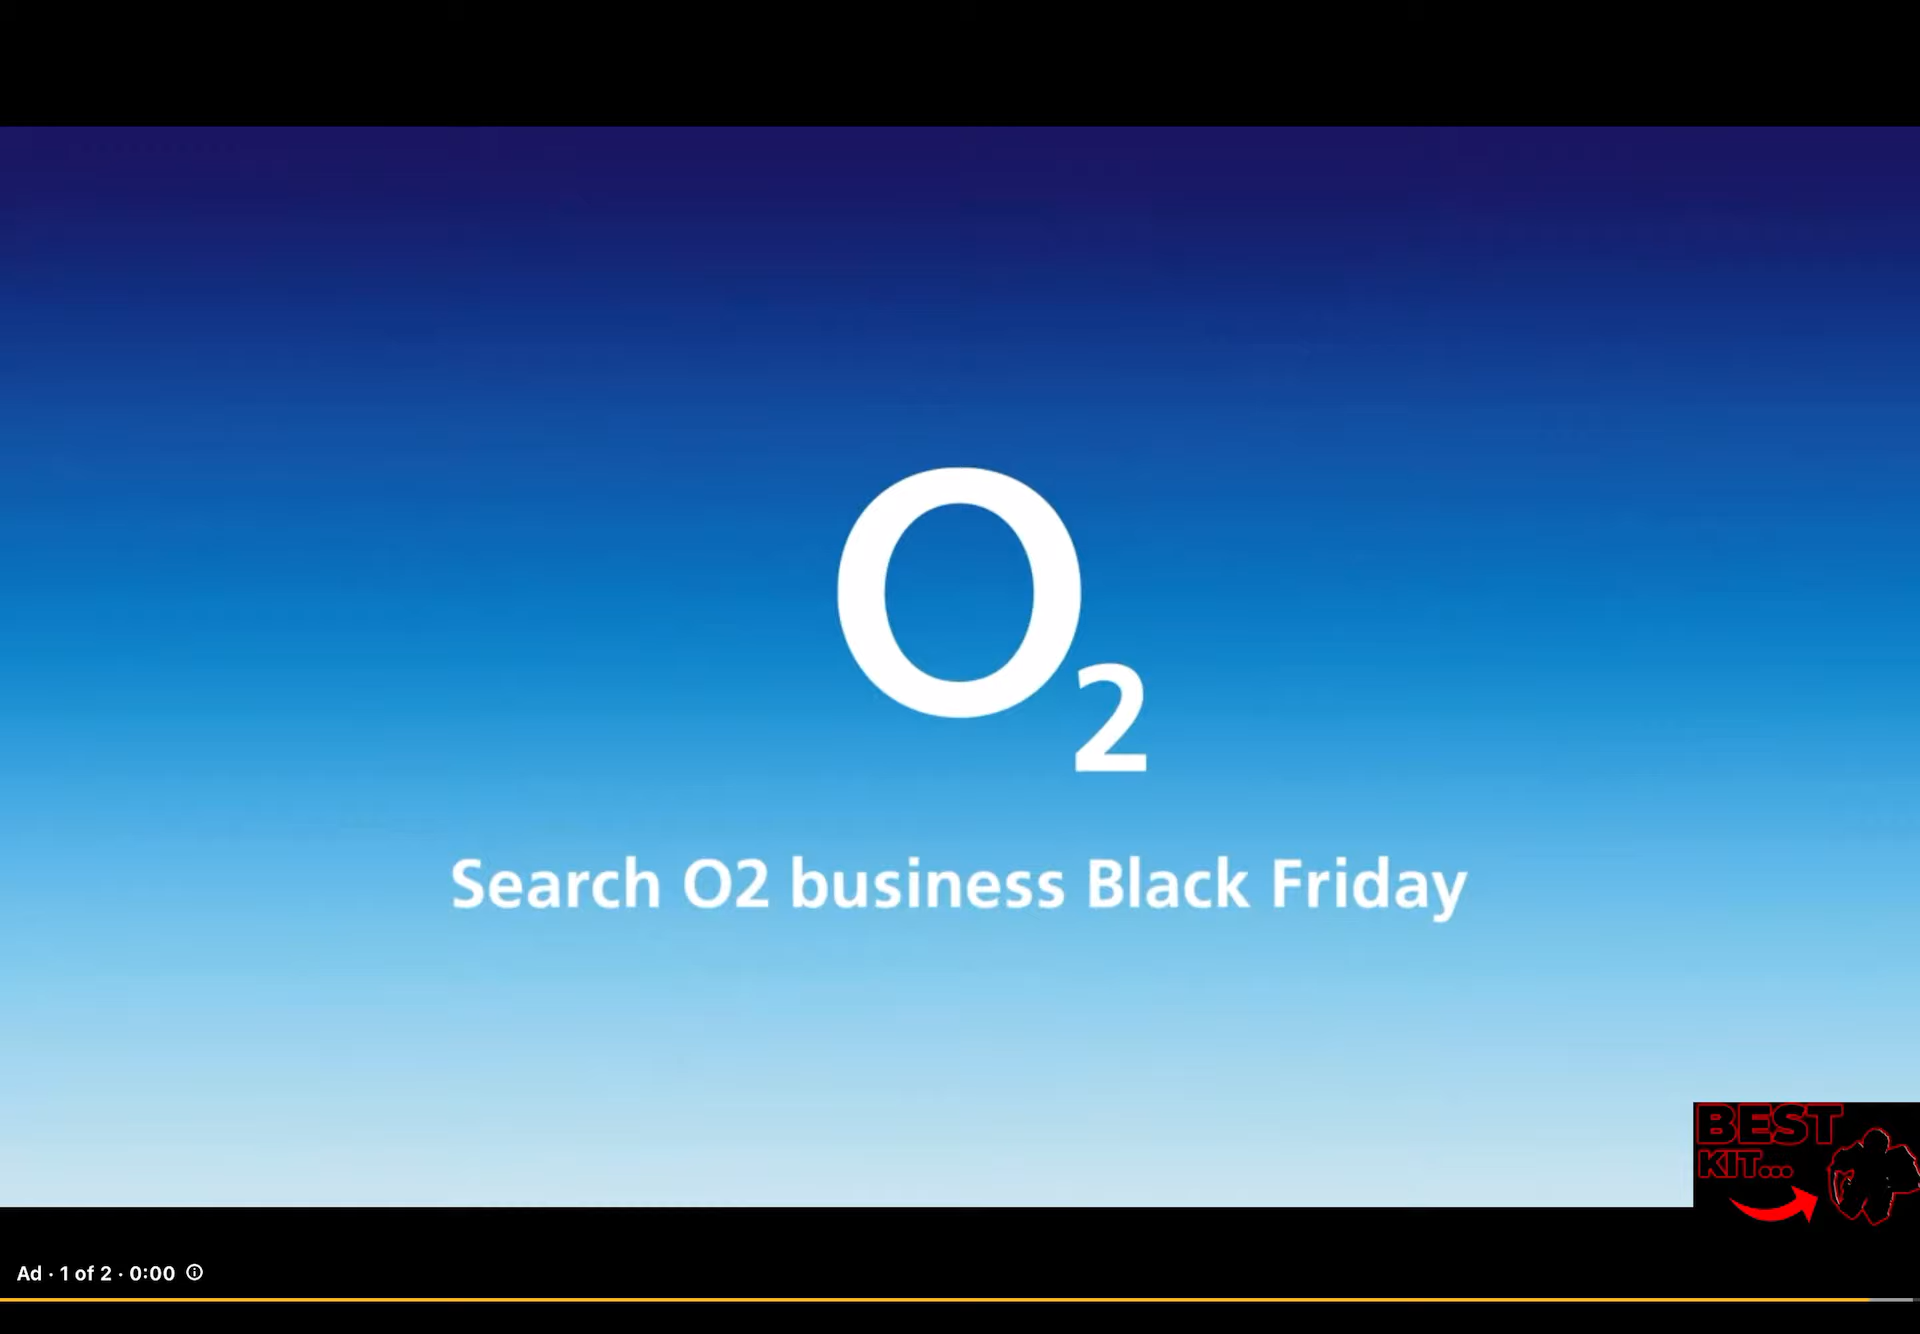 O2
Search O2 business Black Friday
BEST
KIT...
Ad · 1 of 2 · 0:00